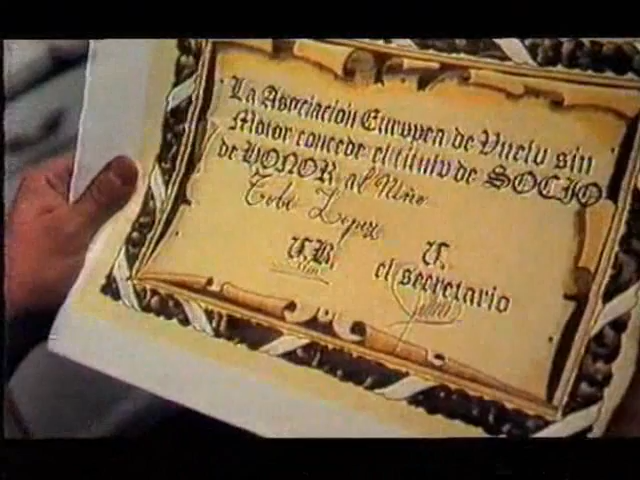 La Asociación Europea de Vuelo sin
Motor concede el título de SOCIO
de HONOR al Niño
Tobi Lopez
V.B. V.
el secretario